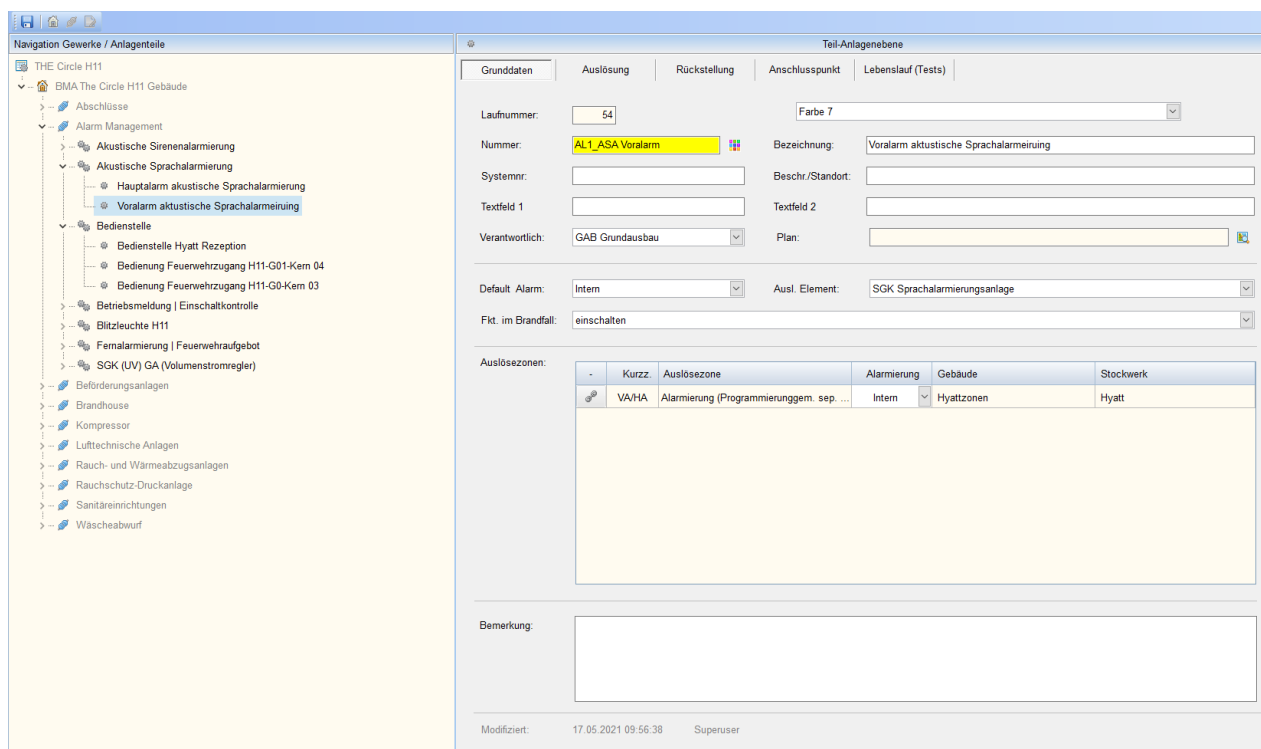 Navigation Gewerke / Anlagenteile
THE Circle H11
BMA The Circle H11 Gebäude
Abschlüsse
Alarm Management
Akustische Sirenenalarmierung
Akustische Sprachalarmierung
Hauptalarm akustische Sprachalarmierung
Voralarm aktustische Sprachalarmeiruing
Bedienstelle
Bedienstelle Hyatt Rezeption
Bedienung Feuerwehrzugang H11-G01-Kern 04
Bedienung Feuerwehrzugang H11-G0-Kern 03
Betriebsmeldung | Einschaltkontrolle
Blitzleuchte H11
Fernalarmierung | Feuerwehraufgebot
SGK (UV) GA (Volumenstromregler)
Beförderungsanlagen
Brandhouse
Kompressor
Lufttechnische Anlagen
Rauch- und Wärmeabzugsanlagen
Rauchschutz-Druckanlage
Sanitäreinrichtungen
Wäscheabwurf
Teil-Anlagenebene
Grunddaten Auslösung Rückstellung Anschlusspunkt Lebenslauf (Tests)
Laufnummer: 54 Farbe 7
Nummer: AL1_ASA Voralarm Bezeichnung: Voralarm aktustische Sprachalarmeiruing
Systemnr: Beschr./Standort:
Textfeld 1 Textfeld 2
Verantwortlich: GAB Grundausbau Plan:
Default Alarm: Intern Ausl. Element: SGK Sprachalarmierungsanlage
Fkt. im Brandfall: einschalten
Auslösezonen:
- Kurzz. Auslösezone Alarmierung Gebäude Stockwerk
VA/HA Alarmierung (Programmierunggem. sep. ... Intern Hyattzonen Hyatt
Bemerkung:
Modifiziert: 17.05.2021 09:56:38 Superuser